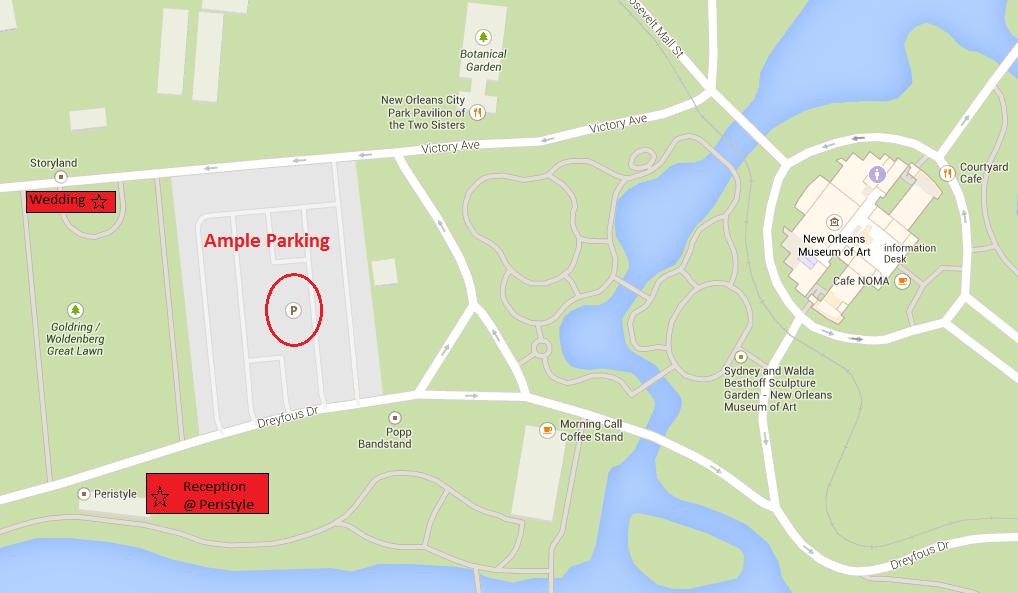 oosevelt Mall St
Botanical
Garden
New Orleans City
Park Pavilion of
the Two Sisters
Victory Ave
Victory Ave
Storyland
Wedding
Courtyard
Cafe
New Orleans
Museum of Art
information
Desk
Cafe NOMA
Ample Parking
P
Goldring /
Woldenberg
Great Lawn
Sydney and Walda
Besthoff Sculpture
Garden - New Orleans
Museum of Art
Dreyfous Dr
Popp
Bandstand
Morning Call
Coffee Stand
Peristyle
Reception
@ Peristyle
Dreyfous Dr